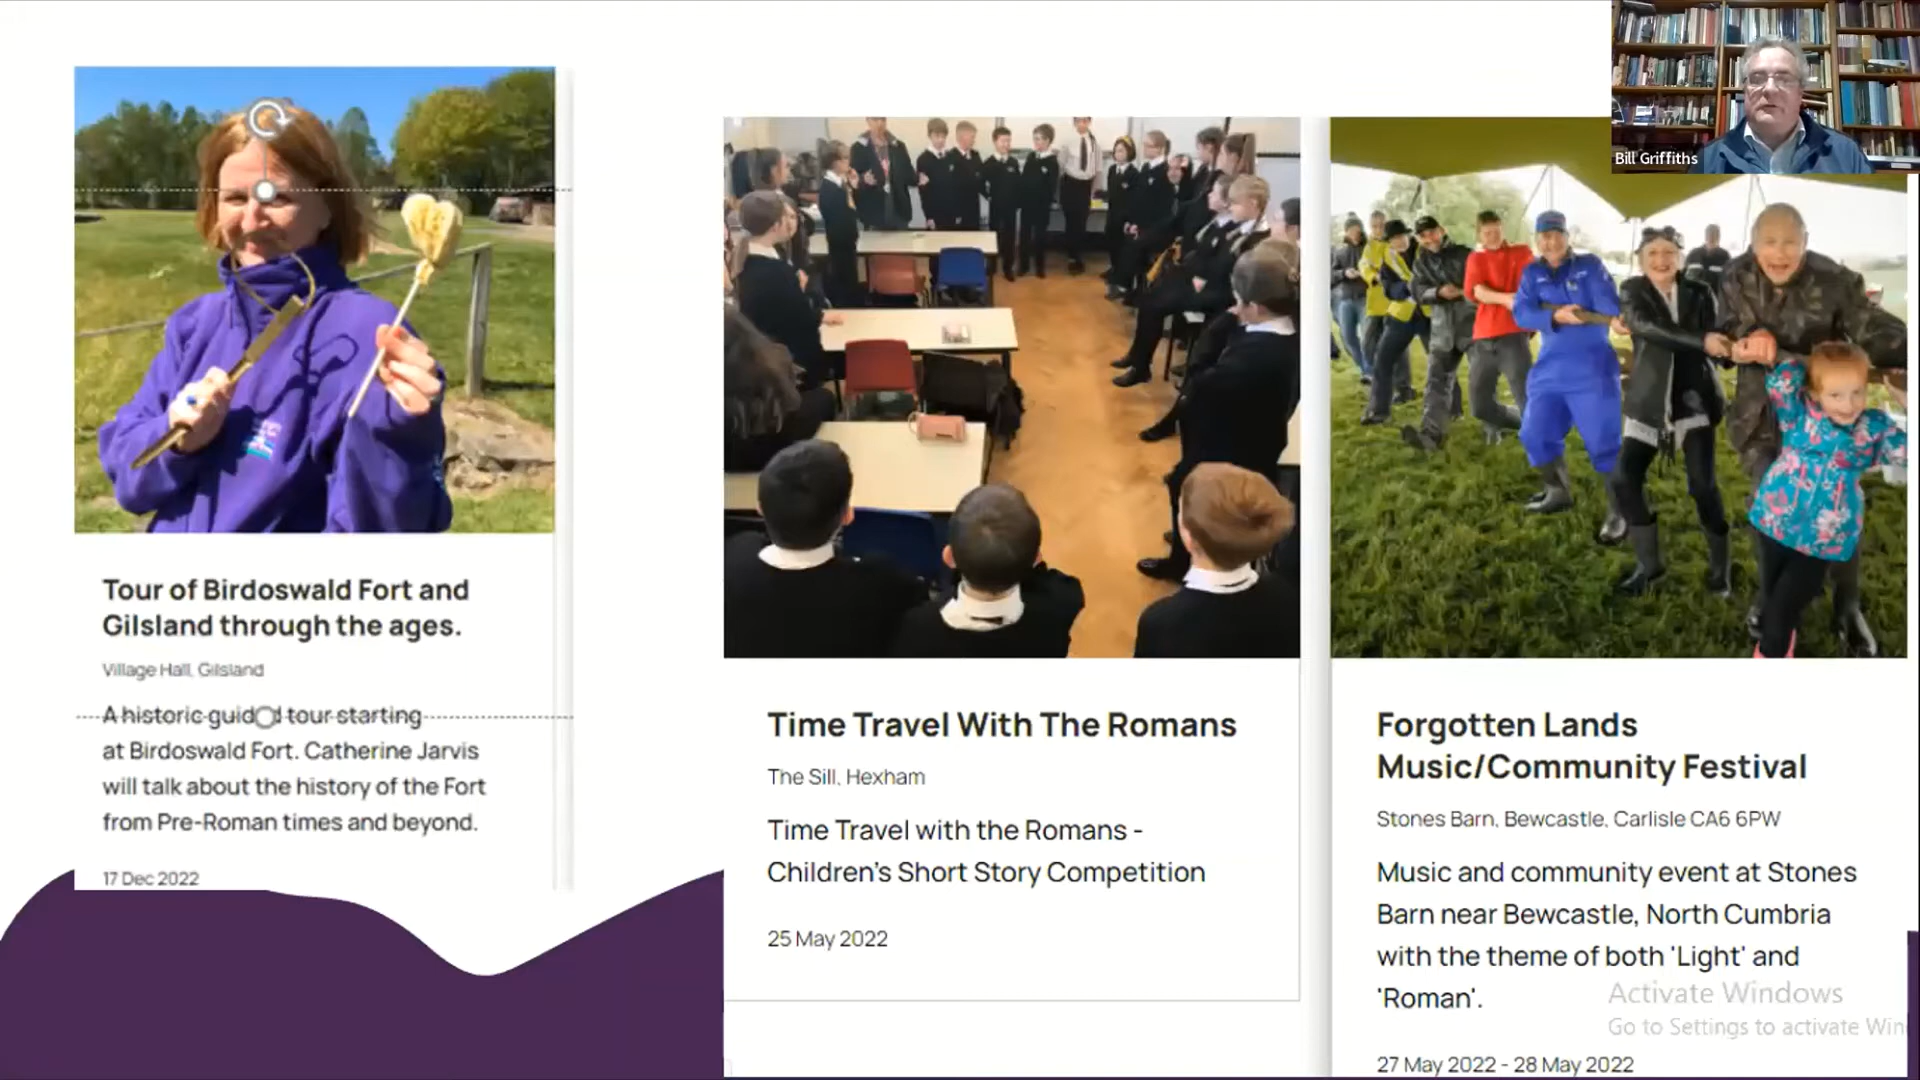 Bill Griffiths
Tour of Birdoswald Fort and
Gilsland through the ages.
Village Hall, Gilsland
A historic guided tour starting
at Birdoswald Fort. Catherine Jarvis
will talk about the history of the Fort
from Pre-Roman times and beyond.
17 Dec 2022
Time Travel With The Romans
The Sill, Hexham
Time Travel with the Romans -
Children's Short Story Competition
25 May 2022
Forgotten Lands
Music/Community Festival
Stones Barn, Bewcastle, Carlisle CA6 6PW
Music and community event at Stones
Barn near Bewcastle, North Cumbria
with the theme of both 'Light' and
'Roman'.
27 May 2022 - 28 May 2022
Activate Windows
Go to Settings to activate Win